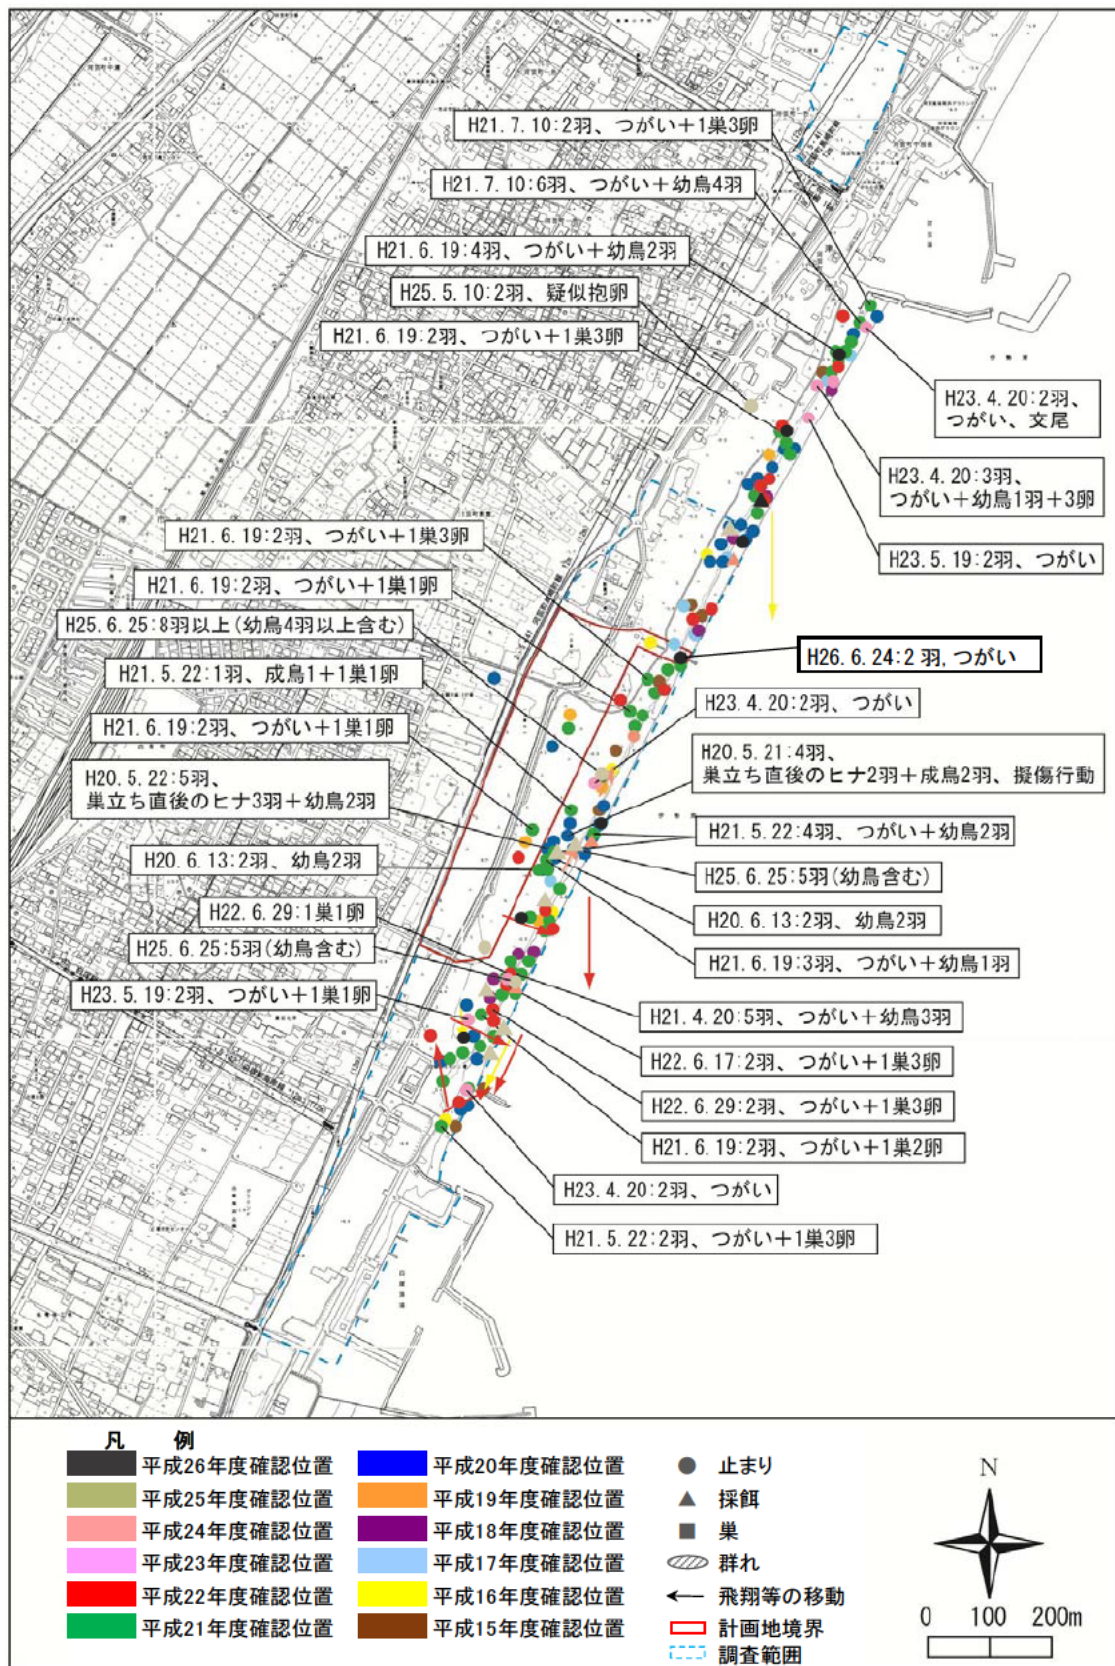 H21.7.10:2羽、つがい+1巣3卵
H21.7.10:6羽、つがい+幼鳥4羽
H21.6.19:4羽、つがい+幼鳥2羽
H25.5.10:2羽、疑似抱卵
H21.6.19:2羽、つがい+1巣3卵
H23.4.20:2羽、
つがい、交尾
H23.4.20:3羽、
つがい+幼鳥1羽+3卵
H23.5.19:2羽、つがい
H21.6.19:2羽、つがい+1巣3卵
H21.6.19:2羽、つがい+1巣1卵
H25.6.25:8羽以上(幼鳥4羽以上含む)
H21.5.22:1羽、成鳥1+1巣1卵
H21.6.19:2羽、つがい+1巣1卵
H20.5.22:5羽、
巣立ち直後のヒナ3羽+幼鳥2羽
H20.6.13:2羽、幼鳥2羽
H22.6.29:1巣1卵
H25.6.25:5羽(幼鳥含む)
H23.5.19:2羽、つがい+1巣1卵
H26.6.24:2羽,つがい
H23.4.20:2羽、つがい
H20.5.21:4羽、
巣立ち直後のヒナ2羽+成鳥2羽、擬傷行動
H21.5.22:4羽、つがい+幼鳥2羽
H25.6.25:5羽(幼鳥含む)
H20.6.13:2羽、幼鳥2羽
H21.6.19:3羽、つがい+幼鳥1羽
H21.4.20:5羽、つがい+幼鳥3羽
H22.6.17:2羽、つがい+1巣3卵
H22.6.29:2羽、つがい+1巣3卵
H21.6.19:2羽、つがい+1巣2卵
H23.4.20:2羽、つがい
H21.5.22:2羽、つがい+1巣3卵
凡 例
平成26年度確認位置
平成25年度確認位置
平成24年度確認位置
平成23年度確認位置
平成22年度確認位置
平成21年度確認位置
平成20年度確認位置
平成19年度確認位置
平成18年度確認位置
平成17年度確認位置
平成16年度確認位置
平成15年度確認位置
止まり
採餌
巣
群れ
飛翔等の移動
計画地境界
調査範囲
N
0 100 200m